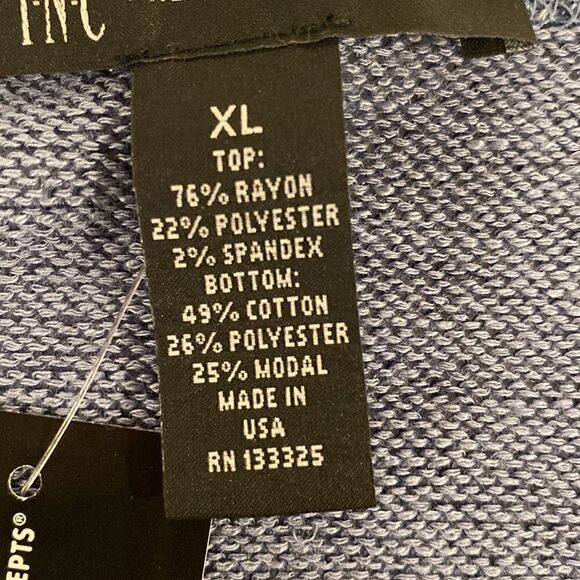 I·N·C
XL
TOP:
76% RAYON
22% POLYESTER
2% SPANDEX
BOTTOM:
49% COTTON
26% POLYESTER
25% MODAL
MADE IN
USA
RN 133325
EPTS®